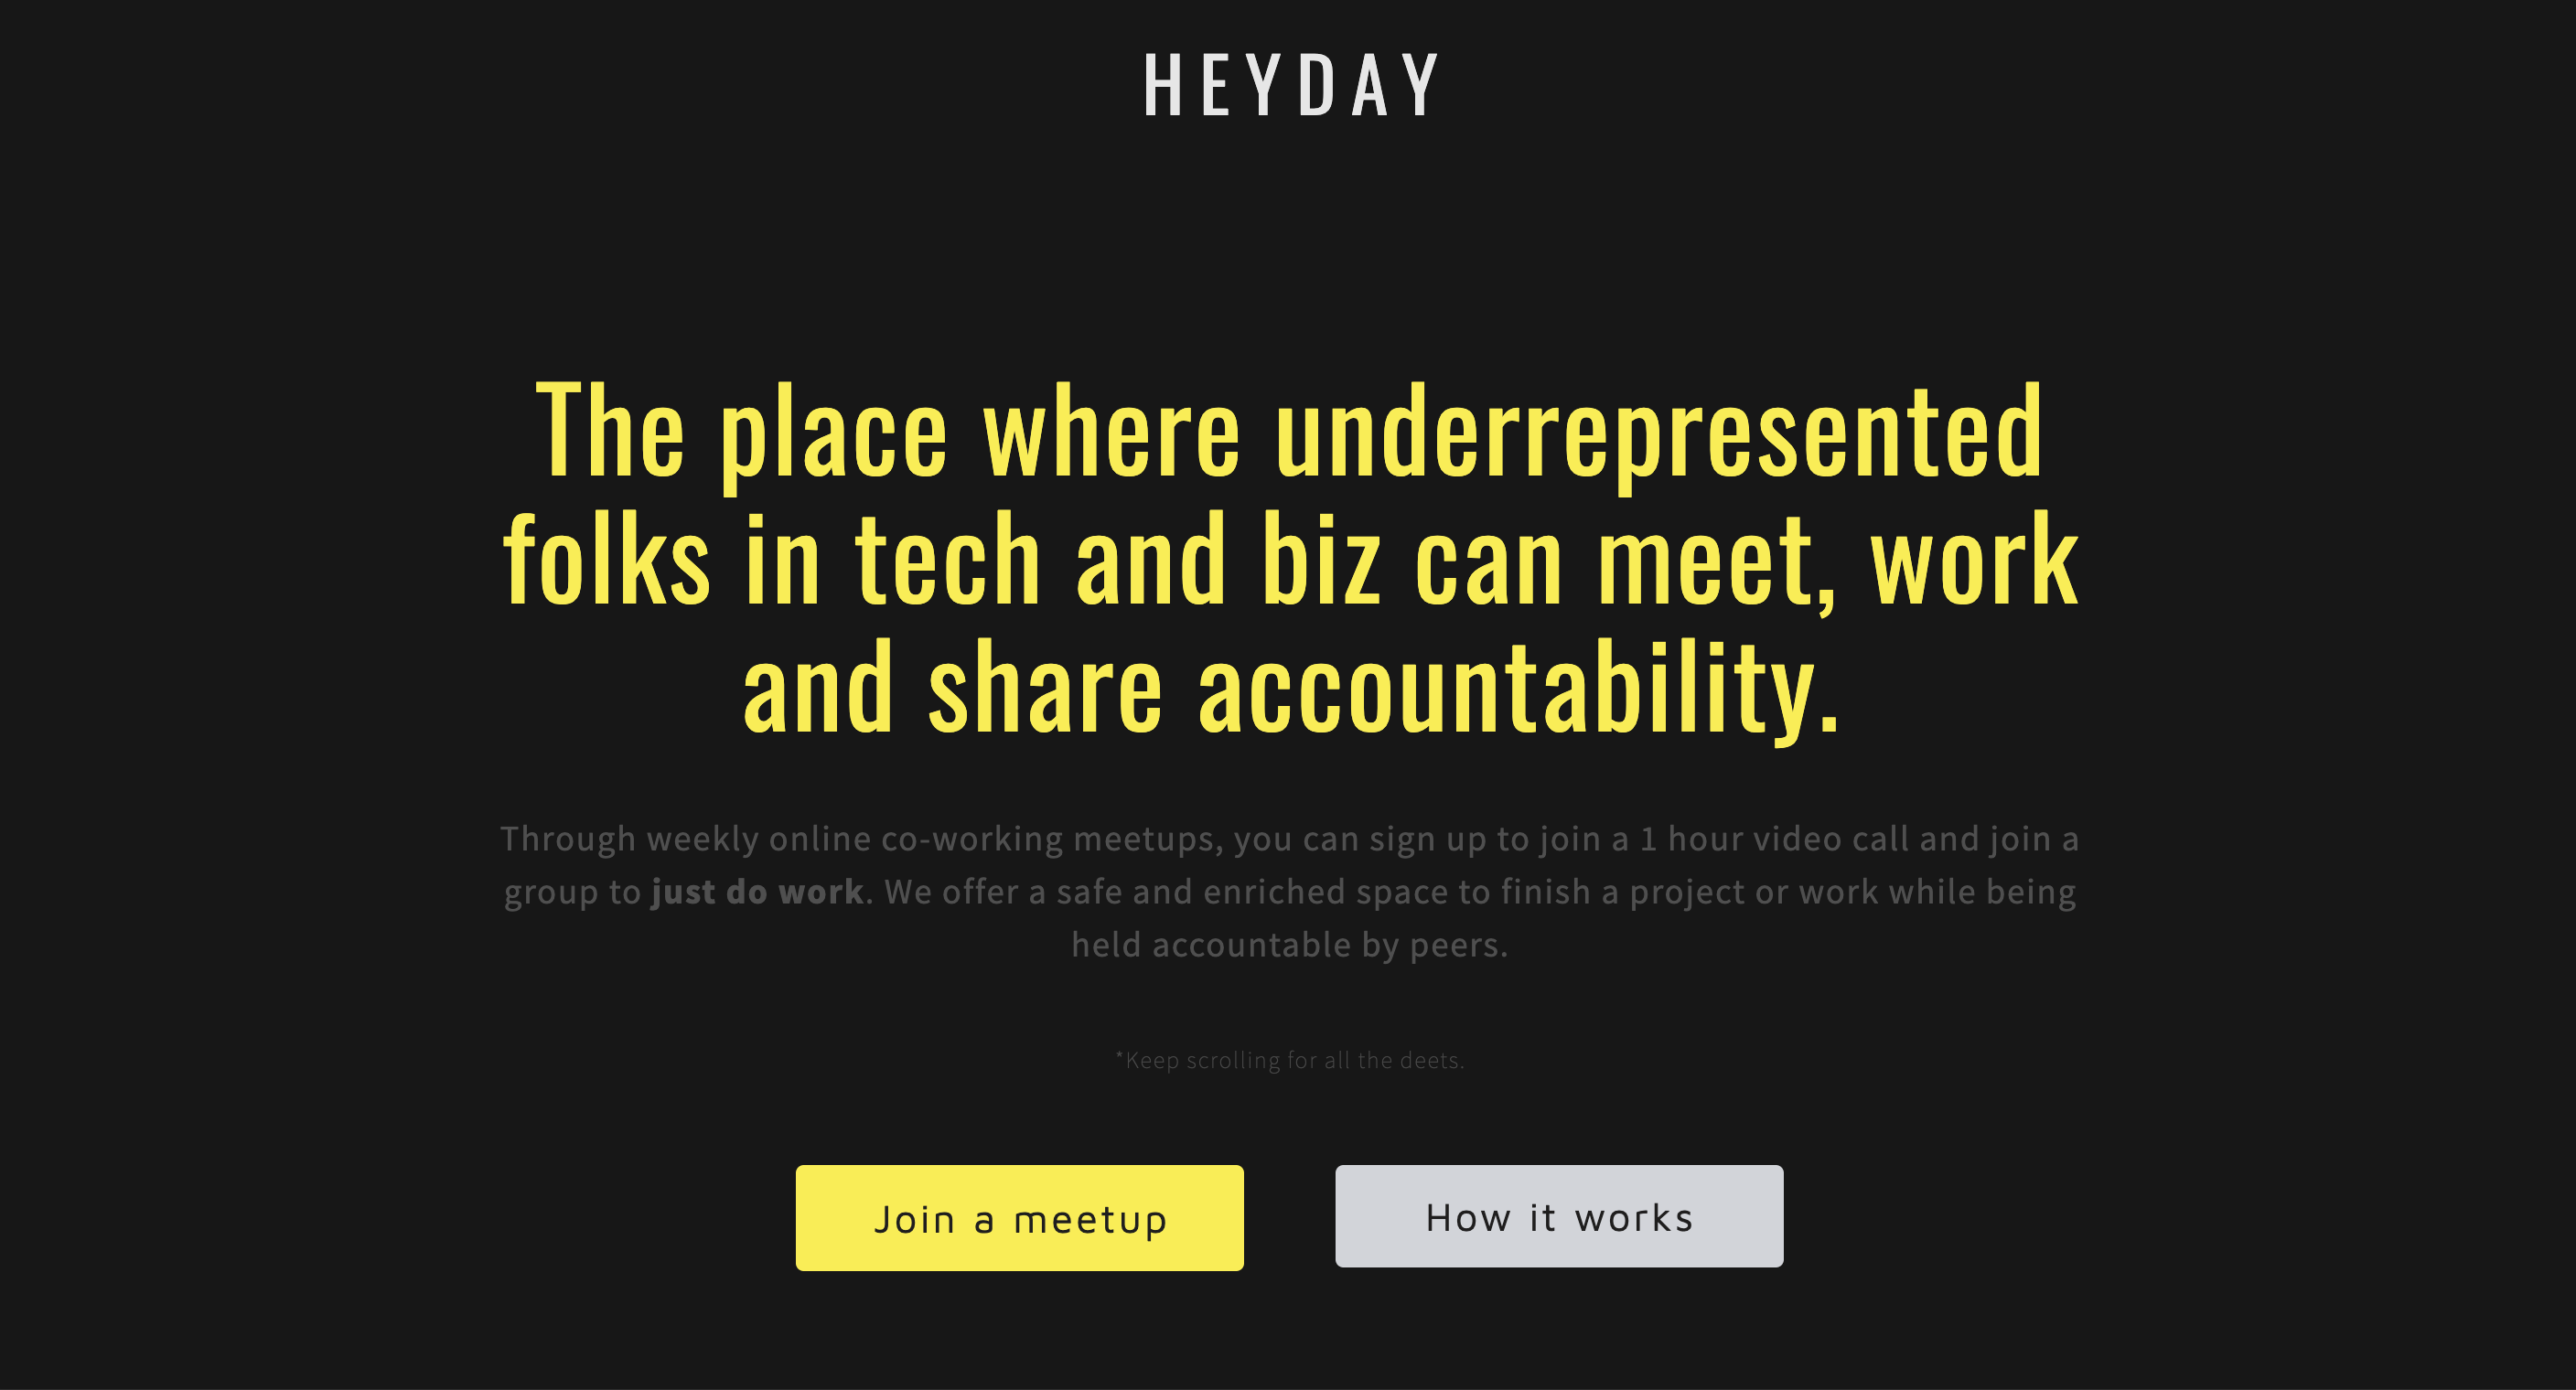 HEYDAY
The place where underrepresented
folks in tech and biz can meet, work
and share accountability.
Through weekly online co-working meetups, you can sign up to join a 1 hour video call and join a
group to just do work. We offer a safe and enriched space to finish a project or work while being
held accountable by peers.
*Keep scrolling for all the deets.
Join a meetup
How it works